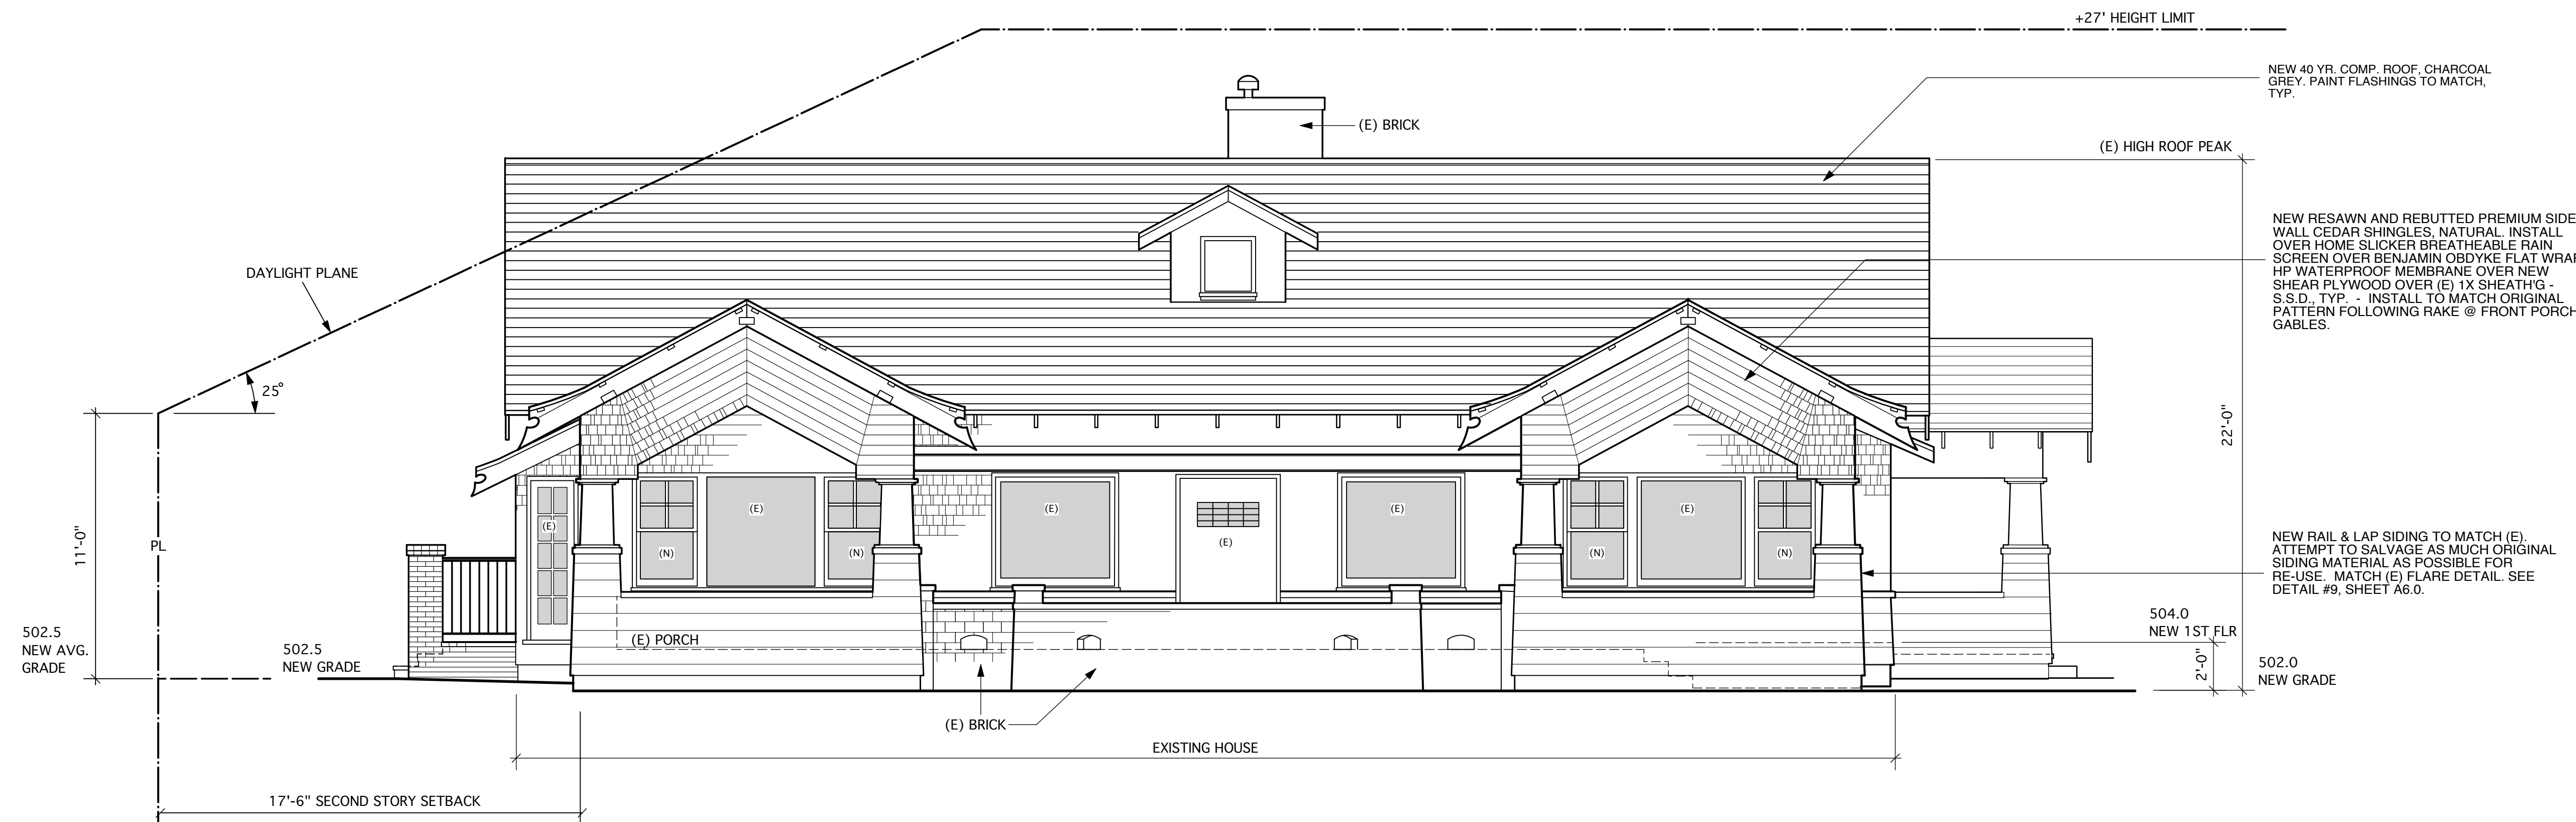 +27' HEIGHT LIMIT
NEW 40 YR. COMP. ROOF, CHARCOAL
GREY. PAINT FLASHINGS TO MATCH,
TYP.
(E) BRICK
(E) HIGH ROOF PEAK
NEW RESAWN AND REBUTTED PREMIUM SIDE
WALL CEDAR SHINGLES, NATURAL. INSTALL
OVER HOME SLICKER BREATHEABLE RAIN
SCREEN OVER BENJAMIN OBDYKE FLAT WRAP
HP WATERPROOF MEMBRANE OVER NEW
SHEAR PLYWOOD OVER (E) 1X SHEATH'G -
S.S.D., TYP. - INSTALL TO MATCH ORIGINAL
PATTERN FOLLOWING RAKE @ FRONT PORCH
GABLES.
DAYLIGHT PLANE
25°
22'-0"
11'-0"
PL
(E)
(N)
(E)
(N)
(E)
(E)
(E)
(N)
(E)
(N)
NEW RAIL & LAP SIDING TO MATCH (E).
ATTEMPT TO SALVAGE AS MUCH ORIGINAL
SIDING MATERIAL AS POSSIBLE FOR
RE-USE. MATCH (E) FLARE DETAIL. SEE
DETAIL #9, SHEET A6.0.
502.5
NEW AVG.
GRADE
502.5
NEW GRADE
(E) PORCH
504.0
NEW 1ST FLR
2'-0"
502.0
NEW GRADE
(E) BRICK
EXISTING HOUSE
17'-6" SECOND STORY SETBACK